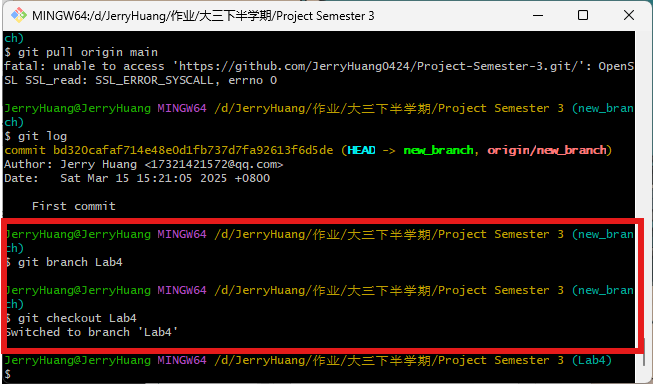 MINGW64:/d/JerryHuang/作业/大三下半学期/Project Semester 3
ch)
$ git pull origin main
fatal: unable to access 'https://github.com/JerryHuang0424/Project-Semester-3.git/': OpenS
SL SSL_read: SSL_ERROR_SYSCALL, errno 0
JerryHuang@JerryHuang MINGW64 /d/JerryHuang/作业/大三下半学期/Project Semester 3 (new_bran
ch)
$ git log
commit bd320cafaf714e48e0d1fb737d7fa92613f6d5de (HEAD -> new_branch, origin/new_branch)
Author: Jerry Huang <17321421572@qq.com>
Date:   Sat Mar 15 15:21:05 2025 +0800
    First commit
JerryHuang@JerryHuang MINGW64 /d/JerryHuang/作业/大三下半学期/Project Semester 3 (new_bran
ch)
$ git branch Lab4
JerryHuang@JerryHuang MINGW64 /d/JerryHuang/作业/大三下半学期/Project Semester 3 (new_bran
ch)
$ git checkout Lab4
Switched to branch 'Lab4'
JerryHuang@JerryHuang MINGW64 /d/JerryHuang/作业/大三下半学期/Project Semester 3 (Lab4)
$